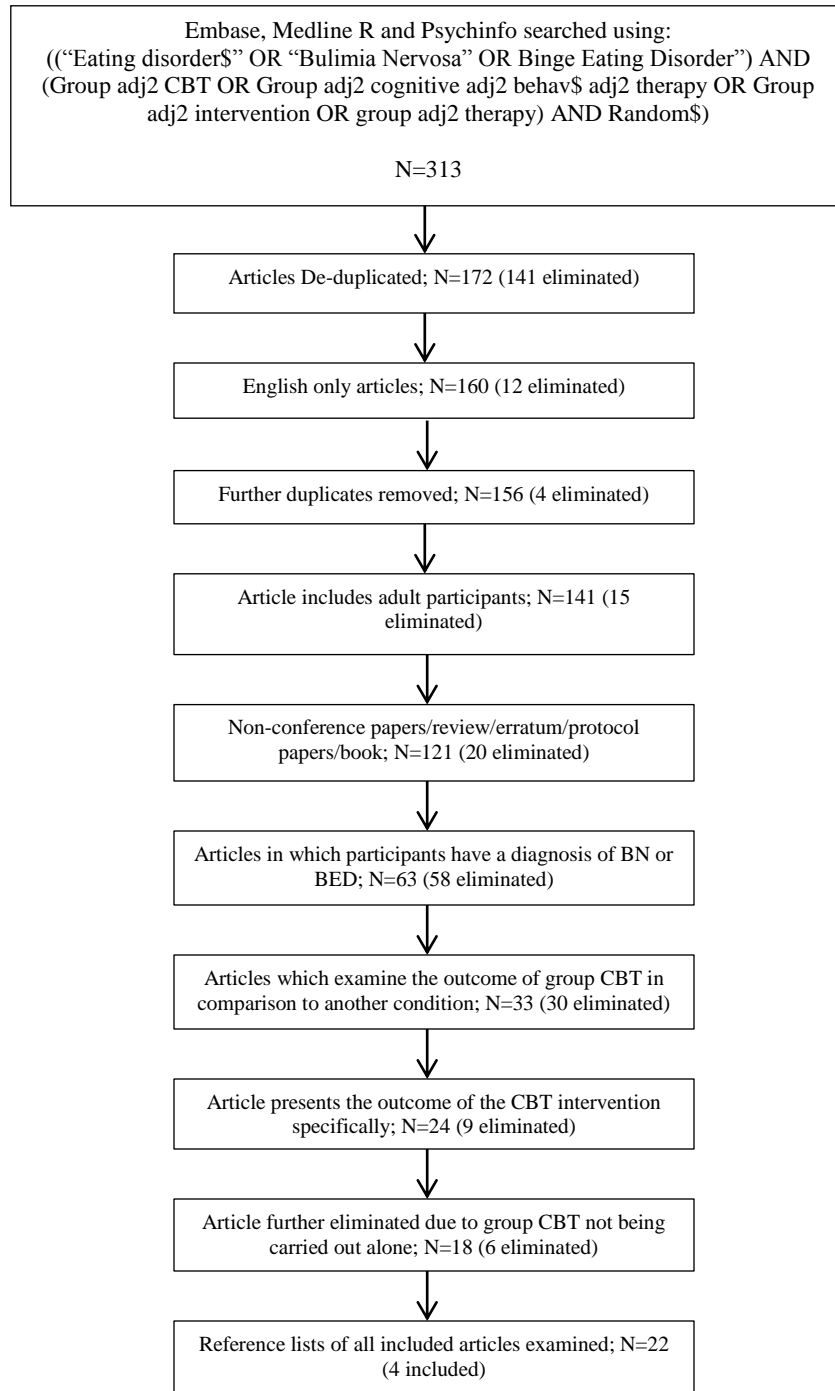 Embase, Medline R and Psychinfo searched using:
((“Eating disorder$” OR “Bulimia Nervosa” OR Binge Eating Disorder”) AND
(Group adj2 CBT OR Group adj2 cognitive adj2 behav$ adj2 therapy OR Group
adj2 intervention OR group adj2 therapy) AND Random$)
N=313
Articles De-duplicated; N=172 (141 eliminated)
English only articles; N=160 (12 eliminated)
Further duplicates removed; N=156 (4 eliminated)
Article includes adult participants; N=141 (15
eliminated)
Non-conference papers/review/erratum/protocol
papers/book; N=121 (20 eliminated)
Articles in which participants have a diagnosis of BN or
BED; N=63 (58 eliminated)
Articles which examine the outcome of group CBT in
comparison to another condition; N=33 (30 eliminated)
Article presents the outcome of the CBT intervention
specifically; N=24 (9 eliminated)
Article further eliminated due to group CBT not being
carried out alone; N=18 (6 eliminated)
Reference lists of all included articles examined; N=22
(4 included)